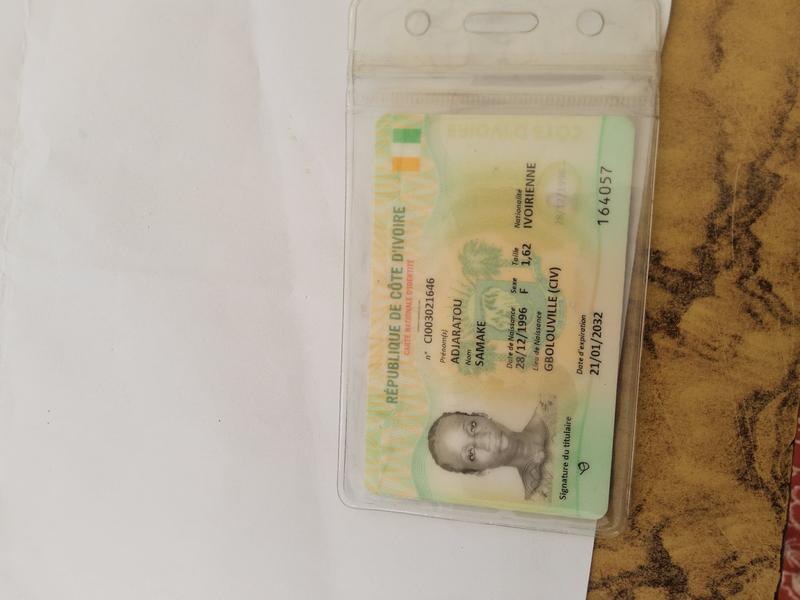 CÔTE D'IVOIRE
RÉPUBLIQUE DE CÔTE D'IVOIRE
CARTE NATIONALE D'IDENTITÉ
n° CI003021646
Prénom(s)
ADJARATOU
Nom
SAMAKE
Date de Naissance Sexe Taille Nationalité
28/12/1996 F 1,62 IVOIRIENNE
Lieu de Naissance
GBOLOUVILLE (CIV)
Date d'expiration
21/01/2032
Signature du titulaire
164057